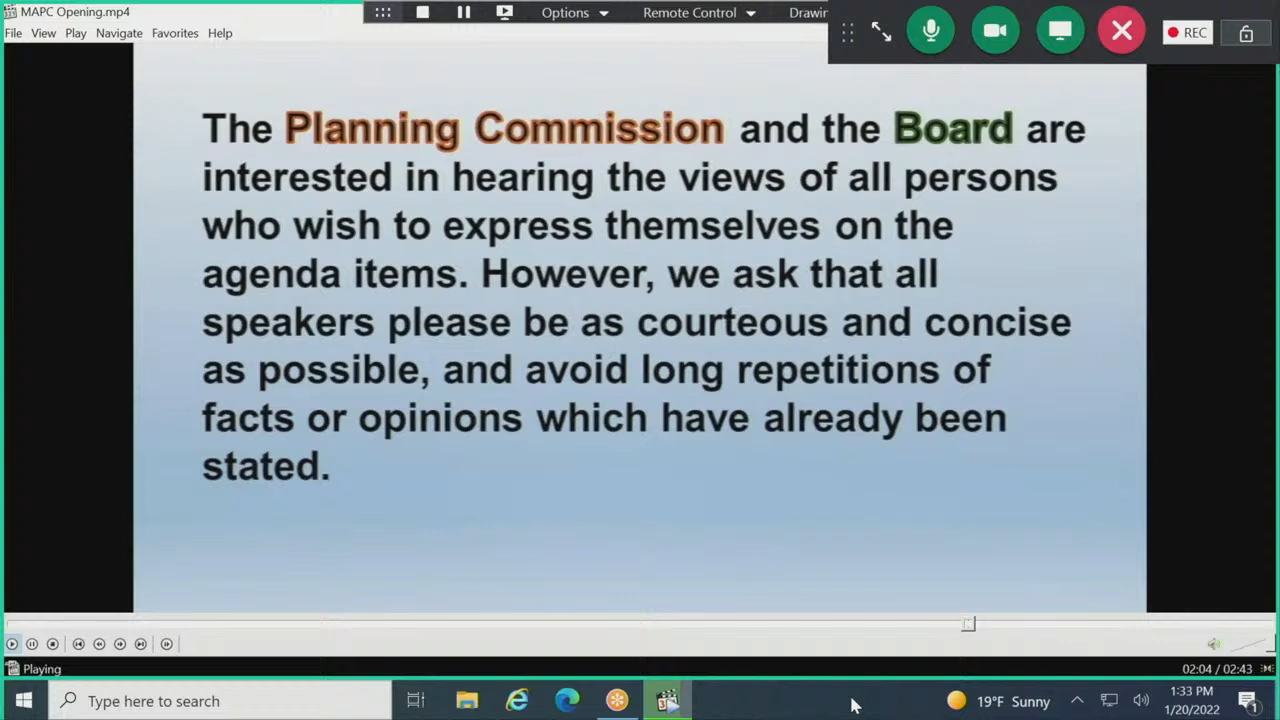 MAPC Opening.mp4
Options
Remote Control
File View Play Navigate Favorites Help
REC
The Planning Commission and the Board are
interested in hearing the views of all persons
who wish to express themselves on the
agenda items. However, we ask that all
speakers please be as courteous and concise
as possible, and avoid long repetitions of
facts or opinions which have already been
stated.
Playing
02:04 / 02:43
Type here to search
19°F Sunny
1:33 PM
1/20/2022
1